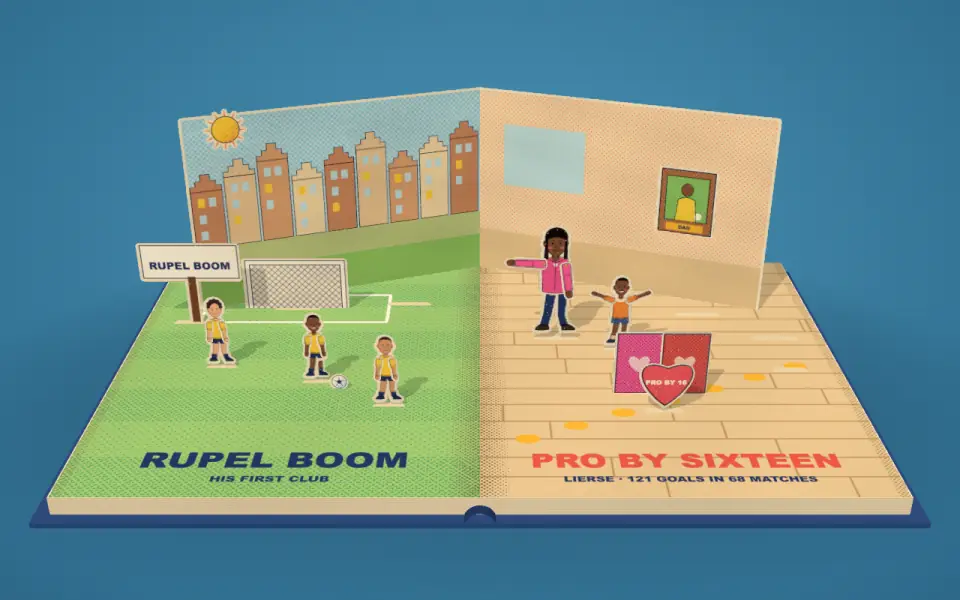 RUPEL BOOM
DAD
PRO BY 16
RUPEL BOOM
HIS FIRST CLUB
PRO BY SIXTEEN
LIERSE · 121 GOALS IN 68 MATCHES